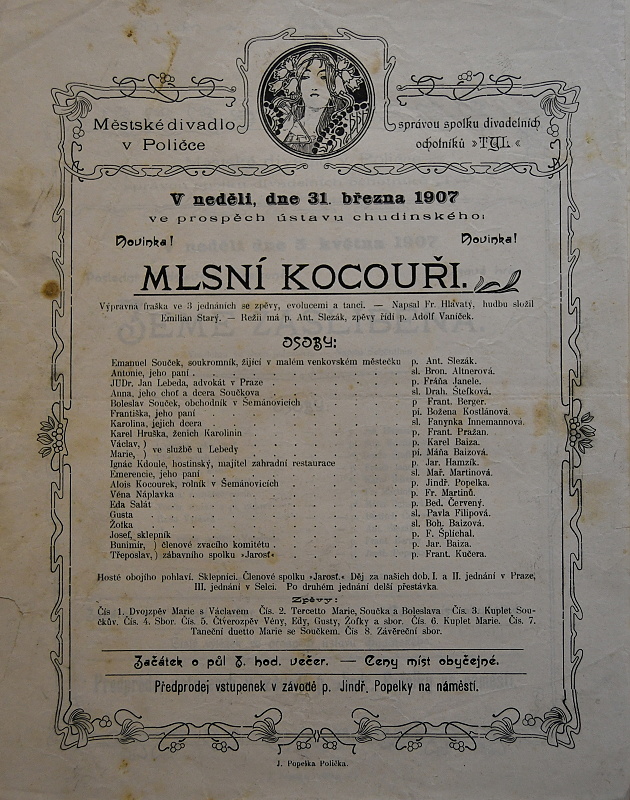 Městské divadlo
v Poličce
správou spolku divadelních
ochotníků »TYL«
V neděli, dne 31. března 1907
ve prospěch ústavu chudinského:
Novinka!
Novinka!
MLSNÍ KOCOUŘI.
Výpravna fraška ve 3 jednáních se zpěvy, evolucemi a tanci. — Napsal Fr. Hlavatý, hudbu složil
Emilian Starý. — Režii má p. Ant. Slezák, zpěvy řídí p. Adolf Vaníček.
OSOBY:
Emanuel Souček, soukromník, žijící v malém venkovském městečku p. Ant. Slezák.
Antonie, jeho paní . . . . . sl. Bron. Altnerová.
JUDr. Jan Lebeda, advokát v Praze . . . . . p. Fráňa Janele.
Anna, jeho choť a dcera Součkova . . . . . sl. Drah. Štefková.
Boleslav Souček, obchodník v Šemánovicích . . . . . p Frant. Berger.
Františka, jeho paní . . . . . pí. Božena Kostlánová.
Karolina, jejich dcera . . . . . sl. Fanynka Innemannová.
Karel Hruška, ženich Karolinin . . . . . p. Frant. Pražan.
Václav, } ve službě u Lebedy . . . . . p. Karel Baiza.
Marie, } pí. Máňa Baizová.
Ignác Kdoule, hostinský, majitel zahradní restaurace . . . . . p. Jar. Hamzík.
Emerencie, jeho paní . . . . . sl. Mař. Martinová.
Alois Kocourek, rolník v Šemánovicích . . . . . p. Jindř. Popelka.
Véna Náplavka . . . . . p. Fr. Martinů.
Eda Salát . . . . . p. Bed. Červený.
Gusta . . . . . sl. Pavla Filipová.
Žofka . . . . . sl. Boh. Baizová.
Josef, sklepník . . . . . p. F. Šplíchal.
Bunimír, ) členové zvacího komitétu . . . . . p. Jar. Baiza.
Třeposlav, ) zábavního spolku »Jarosť« . . . . . p. Frant. Kučera.
Hosté obojího pohlaví. Sklepníci. Členové spolku »Jarosť.« Děj za našich dob. I. a II. jednání v Praze,
III. jednání v Selci. Po druhém jednání delší přestávka.
Zpěvy:
Čís 1. Dvojzpěv Marie s Václavem Čís. 2. Tercetto Marie, Součka a Boleslava Čís. 3. Kuplet Sou-
čkův. Čís. 4. Sbor. Čís. 5. Čtverozpěv Vény, Edy, Gusty, Žofky a sbor. Čís. 6. Kuplet Marie. Čís. 7.
Taneční duetto Marie se Součkem. Čís 8. Závěreční sbor.
Začátek o půl 8. hod. večer. — Ceny míst obyčejné.
Předprodej vstupenek v závodě p. Jindř. Popelky na náměstí.
J. Popelka Polička.